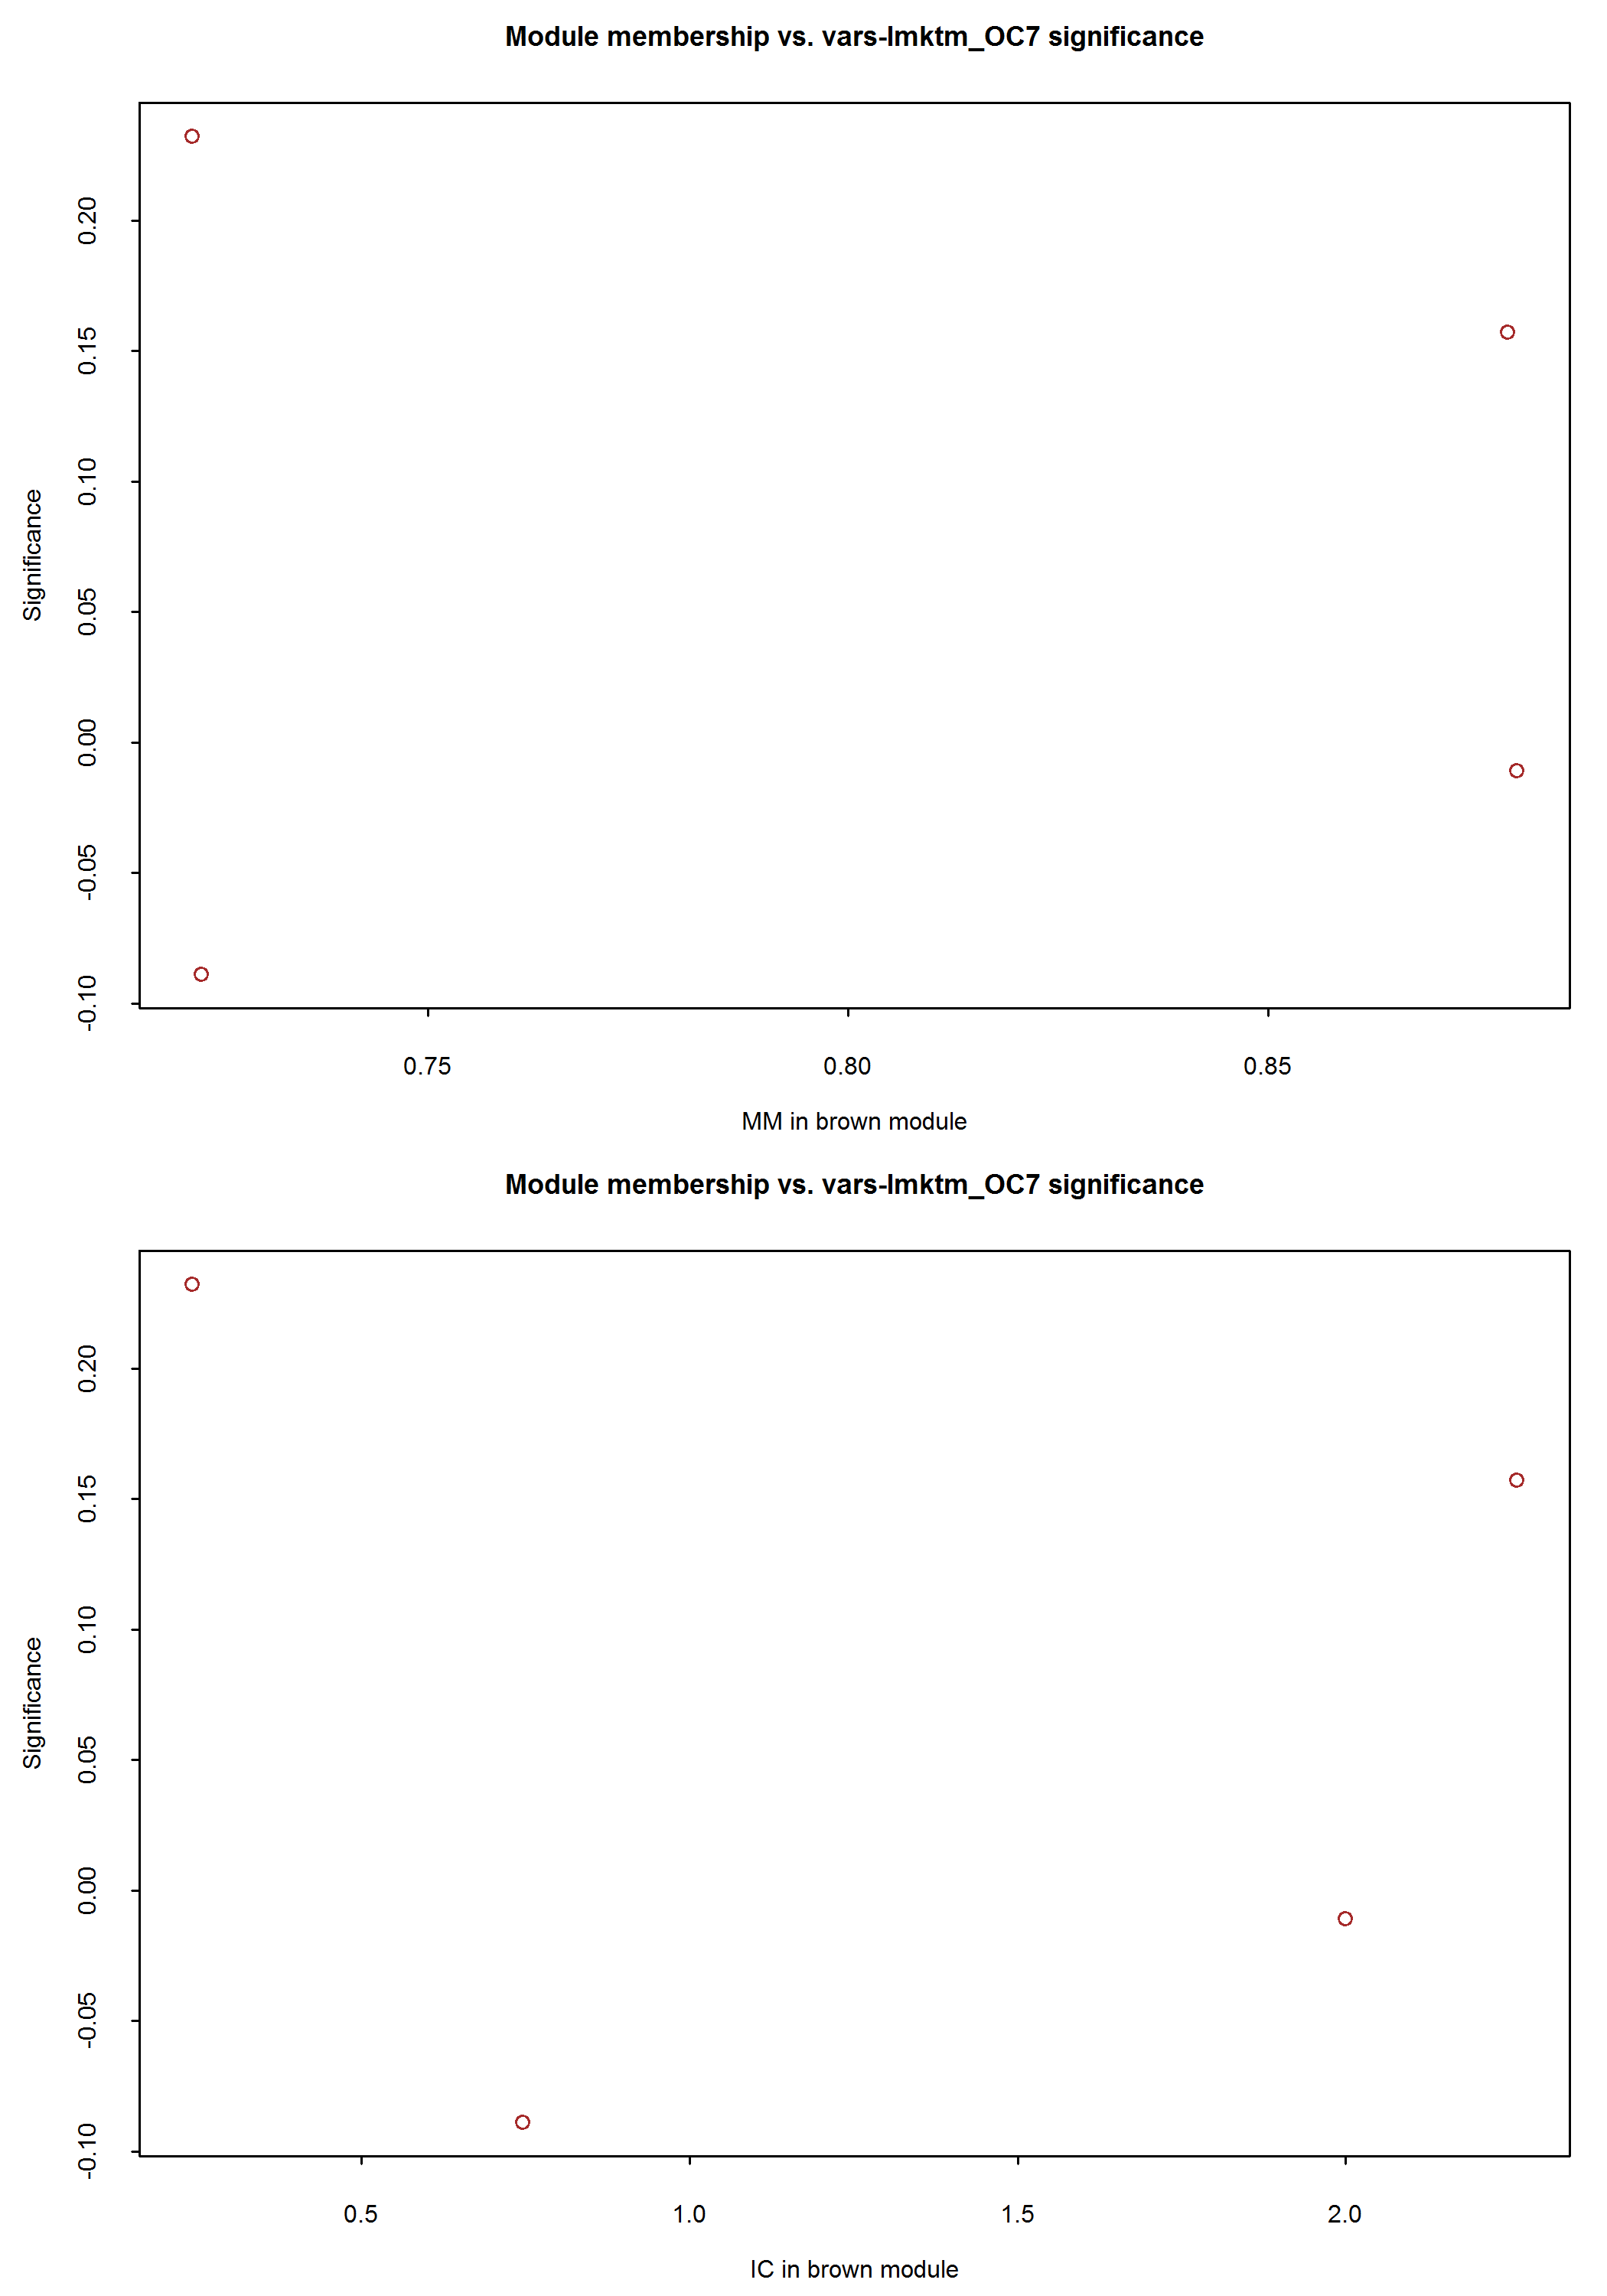 Module membership vs. vars-lmktm_OC7 significance
0.20
0.15
0.10
0.05
0.00
-0.05
-0.10
Significance
0.75 0.80 0.85
MM in brown module
Module membership vs. vars-lmktm_OC7 significance
0.20
0.15
0.10
0.05
0.00
-0.05
-0.10
Significance
0.5 1.0 1.5 2.0
IC in brown module